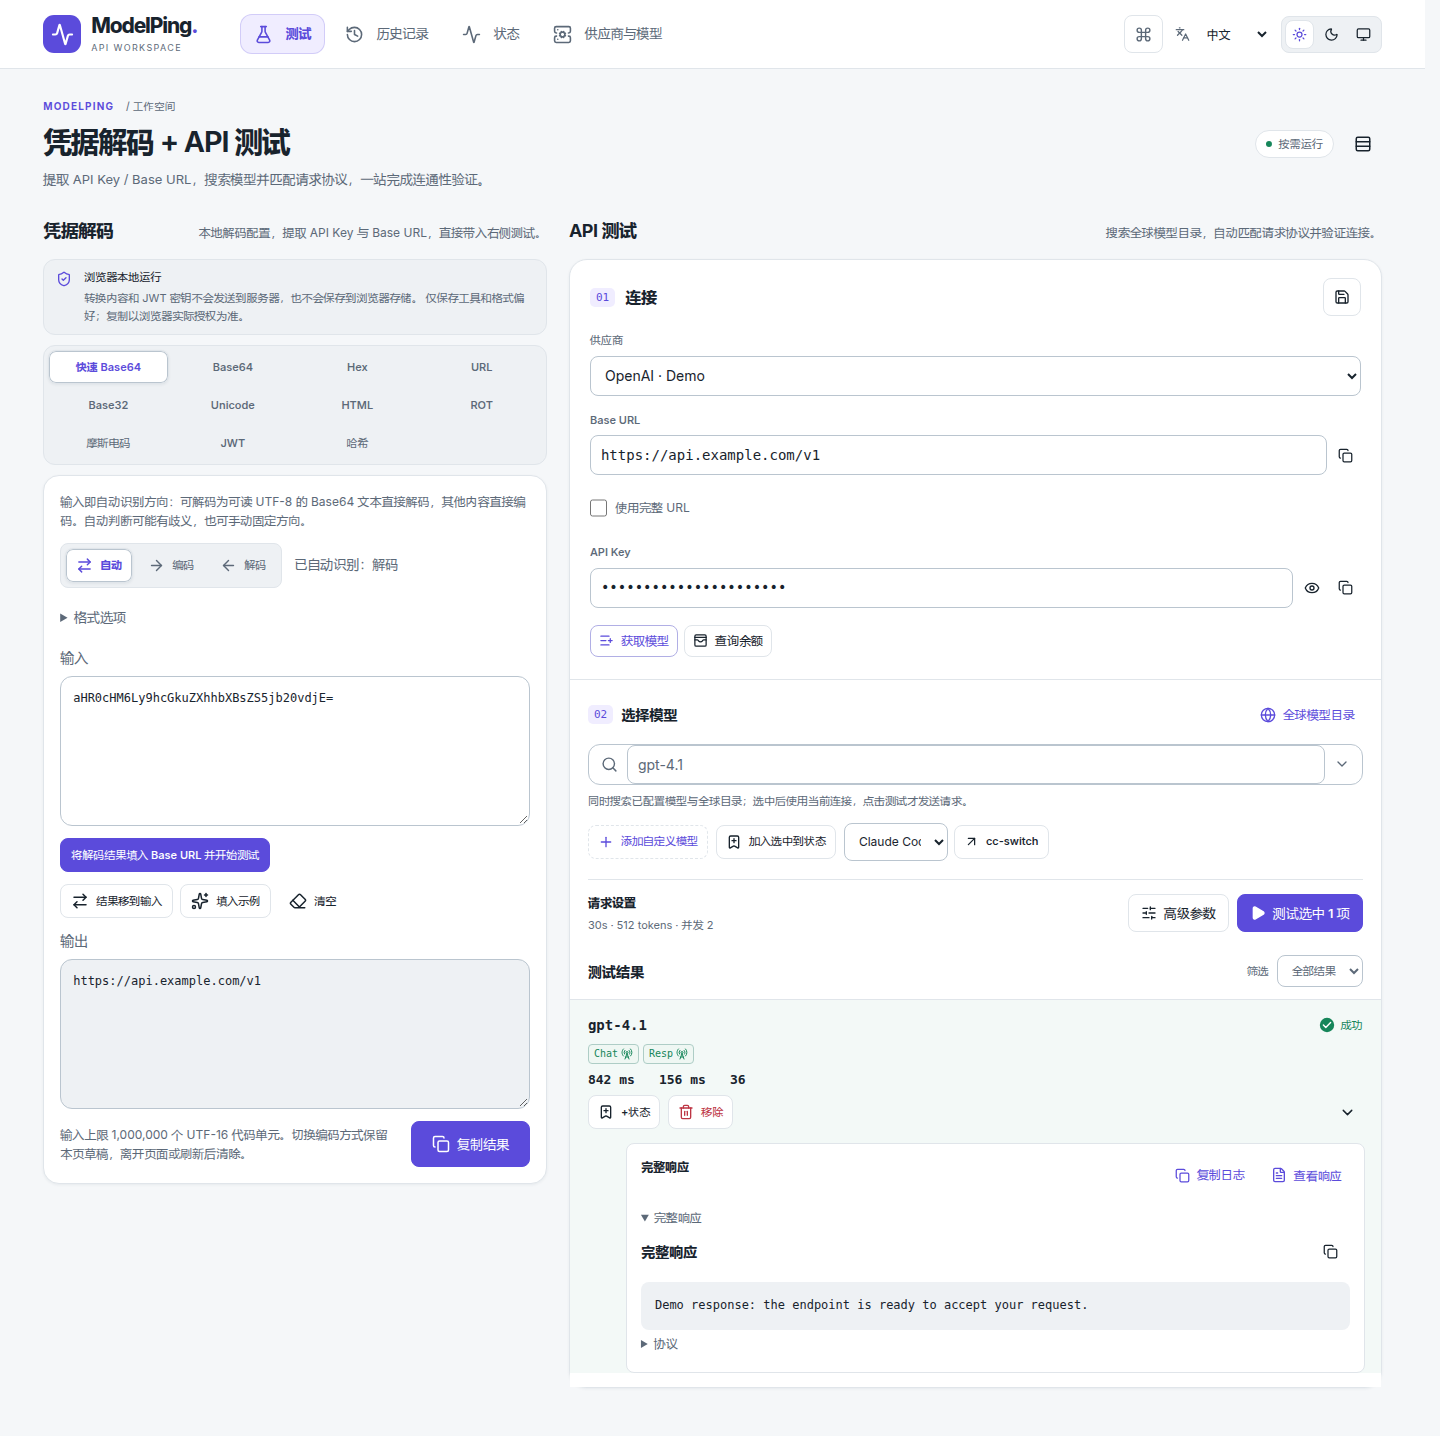 ModelPing.
API WORKSPACE
测试
历史记录
状态
供应商与模型
中文
MODELPING / 工作空间
凭据解码 + API 测试
提取 API Key / Base URL，搜索模型并匹配请求协议，一站完成连通性验证。
按需运行
凭据解码
本地解码配置，提取 API Key 与 Base URL，直接带入右侧测试。
浏览器本地运行
转换内容和 JWT 密钥不会发送到服务器，也不会保存到浏览器存储。 仅保存工具和格式偏
好；复制以浏览器实际授权为准。
快速 Base64
Base64
Hex
URL
Base32
Unicode
HTML
ROT
摩斯电码
JWT
哈希
输入即自动识别方向：可解码为可读 UTF-8 的 Base64 文本直接解码，其他内容直接编
码。自动判断可能有歧义，也可手动固定方向。
自动
编码
解码
已自动识别：解码
格式选项
输入
aHR0cHM6Ly9hcGkuZXhhbXBsZS5jb20vdjE=
将解码结果填入 Base URL 并开始测试
结果移到输入
填入示例
清空
输出
https://api.example.com/v1
输入上限 1,000,000 个 UTF-16 代码单元。切换编码方式保留
本页草稿，离开页面或刷新后清除。
复制结果
API 测试
搜索全球模型目录，自动匹配请求协议并验证连接。
01 连接
供应商
OpenAI · Demo
Base URL
https://api.example.com/v1
使用完整 URL
API Key
••••••••••••••••••••••
获取模型
查询余额
02 选择模型
全球模型目录
gpt-4.1
同时搜索已配置模型与全球目录；选中后使用当前连接，点击测试才发送请求。
添加自定义模型
加入选中到状态
Claude Coc
cc-switch
请求设置
30s · 512 tokens · 并发 2
高级参数
测试选中 1 项
测试结果
筛选
全部结果
gpt-4.1
成功
Chat
Resp
842 ms 156 ms 36
+状态
移除
完整响应
复制日志
查看响应
完整响应
完整响应
Demo response: the endpoint is ready to accept your request.
协议